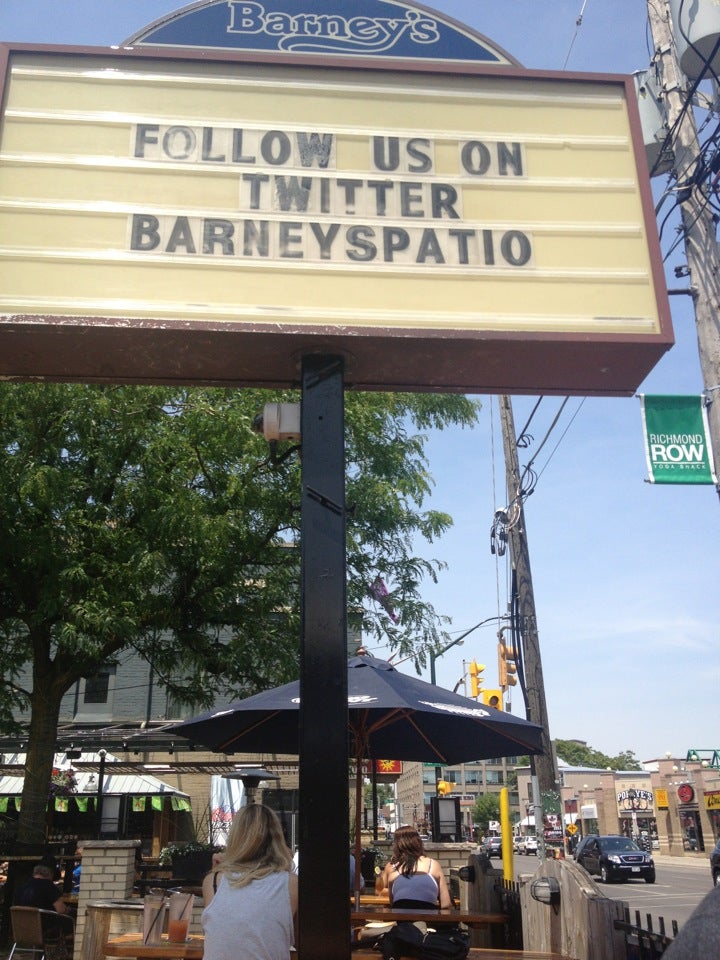 Barney's
FOLLOW US ON
TWITTER
BARNEYSPATIO
RICHMOND
ROW
YOGA SHACK